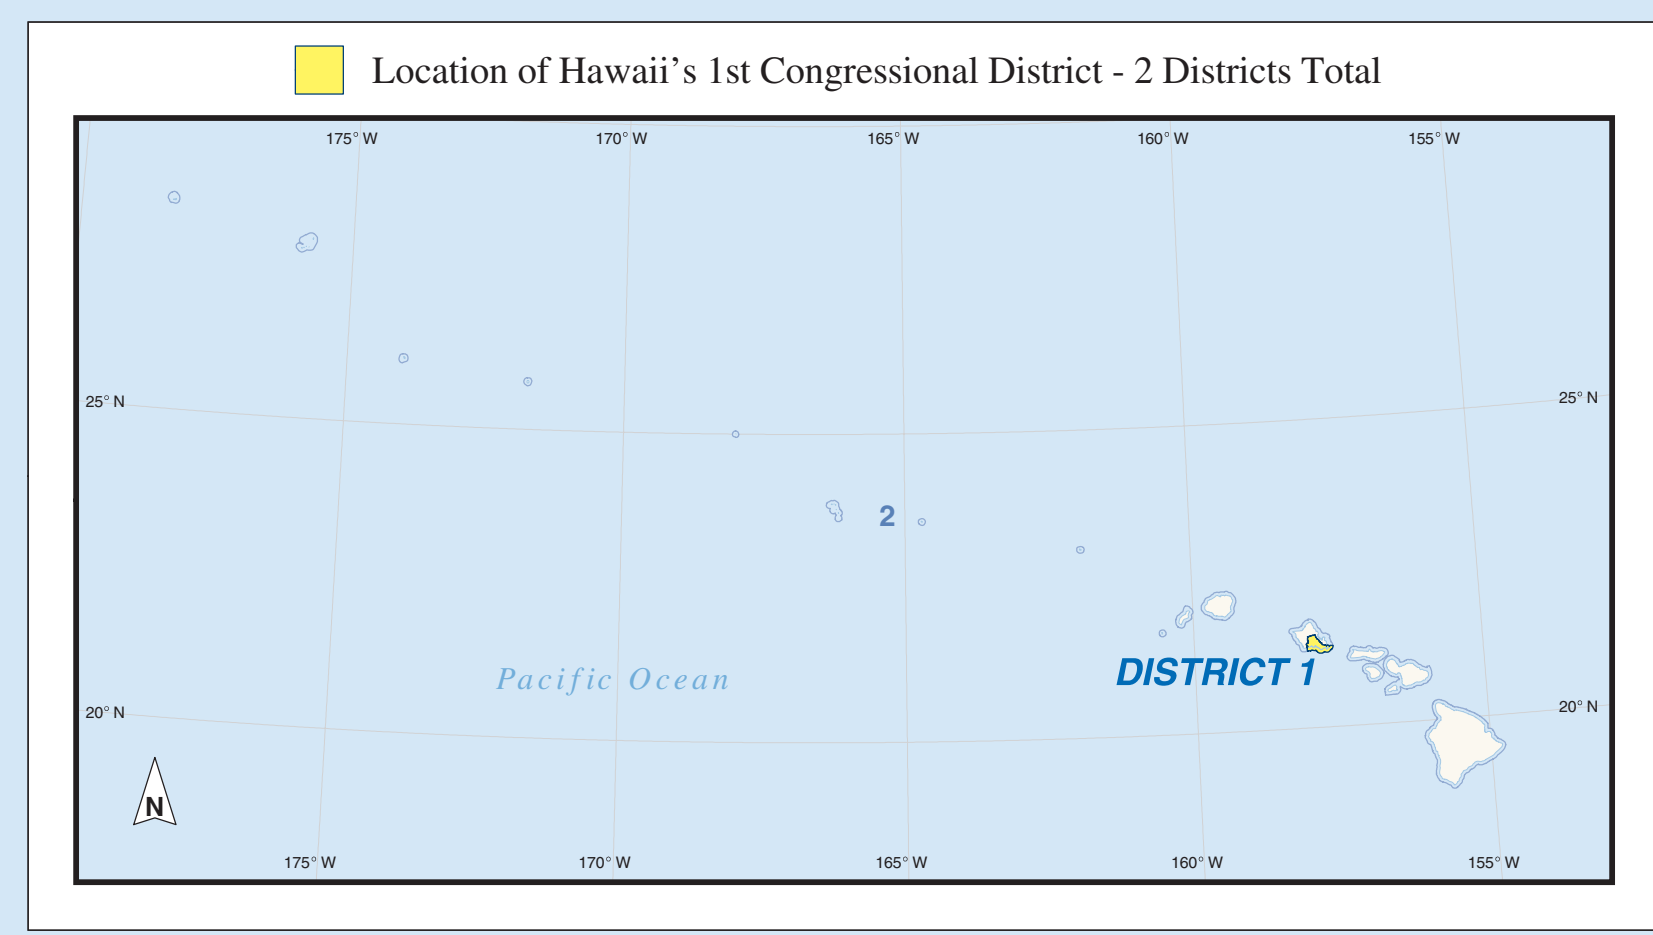 Location of Hawaii's 1st Congressional District - 2 Districts Total
175° W 170° W 165° W 160° W 155° W
25° N 25° N
2
DISTRICT 1
Pacific Ocean
20° N 20° N
N
175° W 170° W 165° W 160° W 155° W